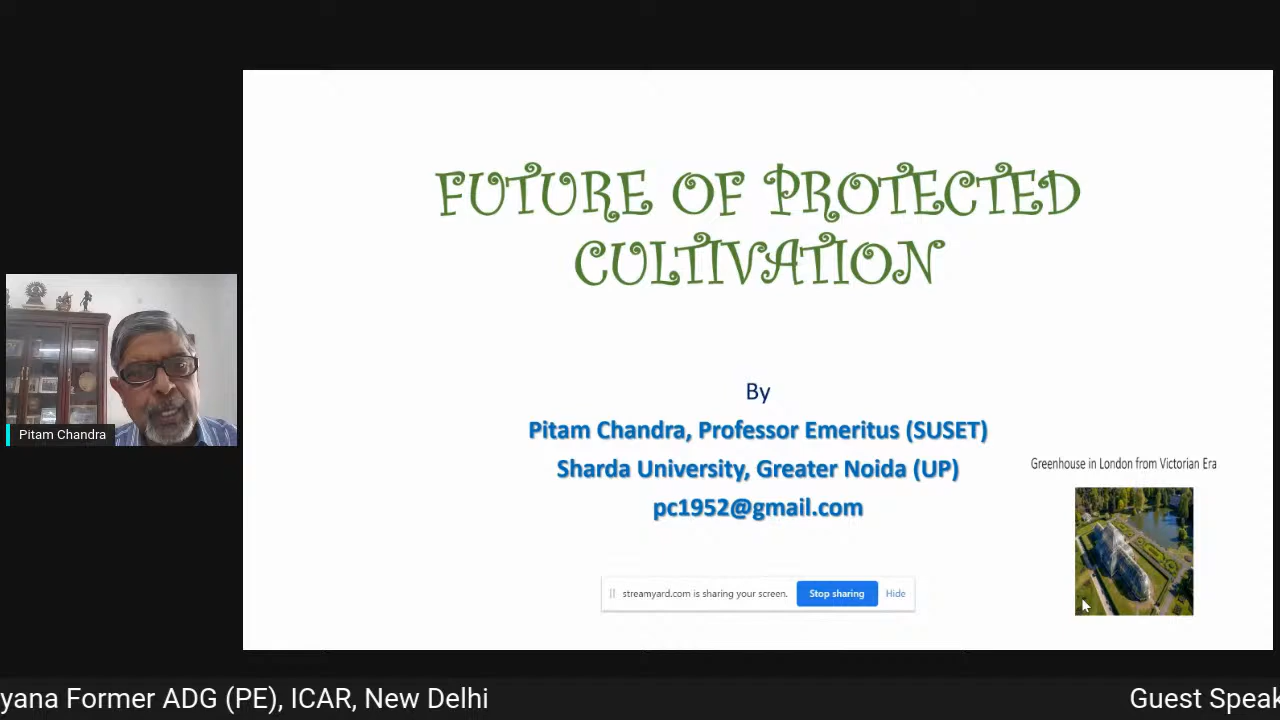 FUTURE OF PROTECTED
CULTIVATION
By
Pitam Chandra, Professor Emeritus (SUSET)
Sharda University, Greater Noida (UP)
pc1952@gmail.com
Greenhouse in London from Victorian Era
Pitam Chandra
streamyard.com is sharing your screen.
Stop sharing
Hide
yana Former ADG (PE), ICAR, New Delhi
Guest Speak